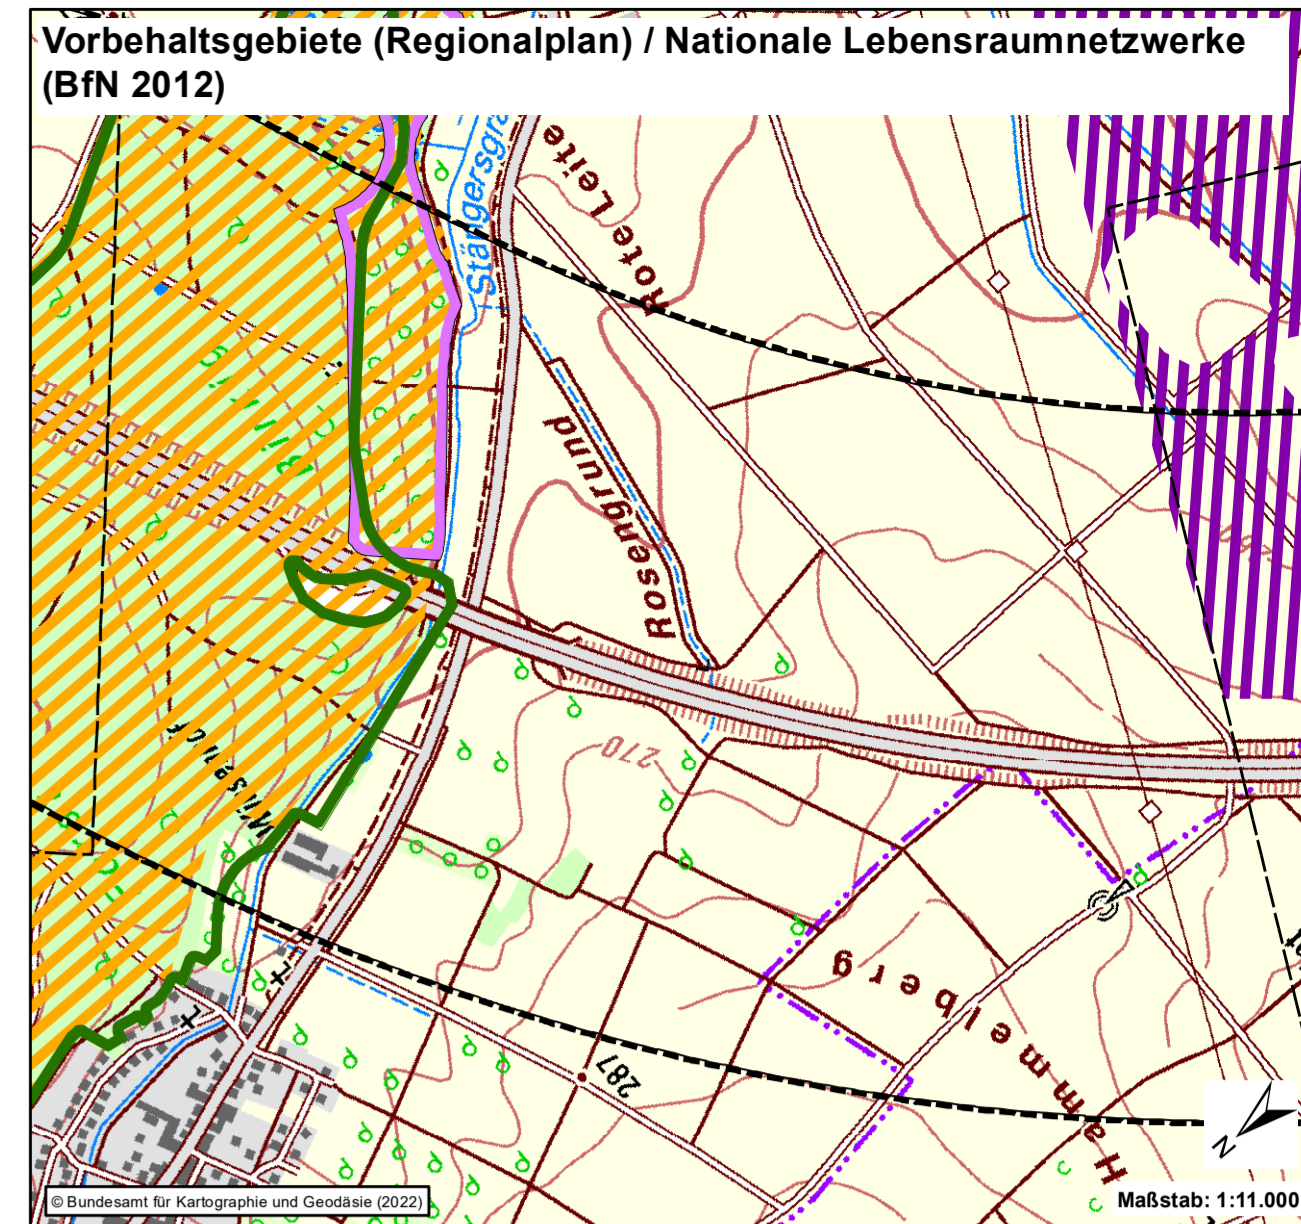 Vorbehaltsgebiete (Regionalplan) / Nationale Lebensraumnetzwerke
(BfN 2012)
Rote Leite
Rosengrund
270
Hammelberg
287
N
© Bundesamt für Kartographie und Geodäsie (2022)
Maßstab: 1:11.000